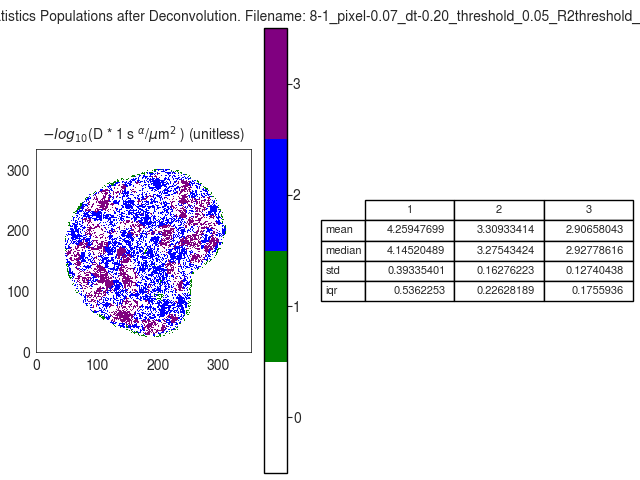 tistics Populations after Deconvolution. Filename: 8-1_pixel-0.07_dt-0.20_threshold_0.05_R2threshold_
−log10(D * 1 s α/μm2 ) (unitless)
300
200
100
0
0 100 200 300
3
2
1
0
1 2 3
mean 4.25947699 3.30933414 2.90658043
median 4.14520489 3.27543424 2.92778616
std 0.39335401 0.16276223 0.12740438
iqr 0.5362253 0.22628189 0.1755936